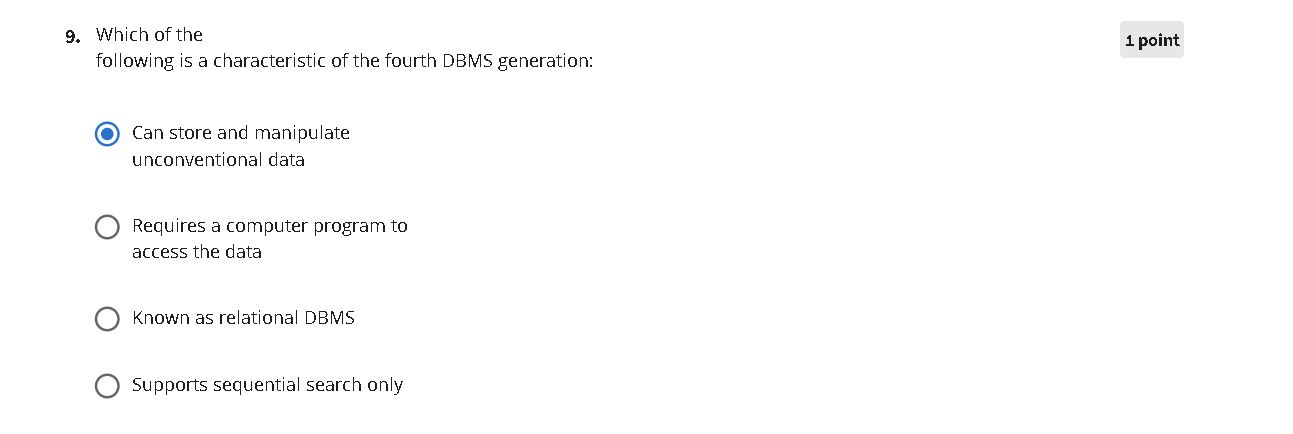 9. Which of the
1 point
following is a characteristic of the fourth DBMS generation:
Can store and manipulate
unconventional data
Requires a computer program to
access the data
Known as relational DBMS
Supports sequential search only